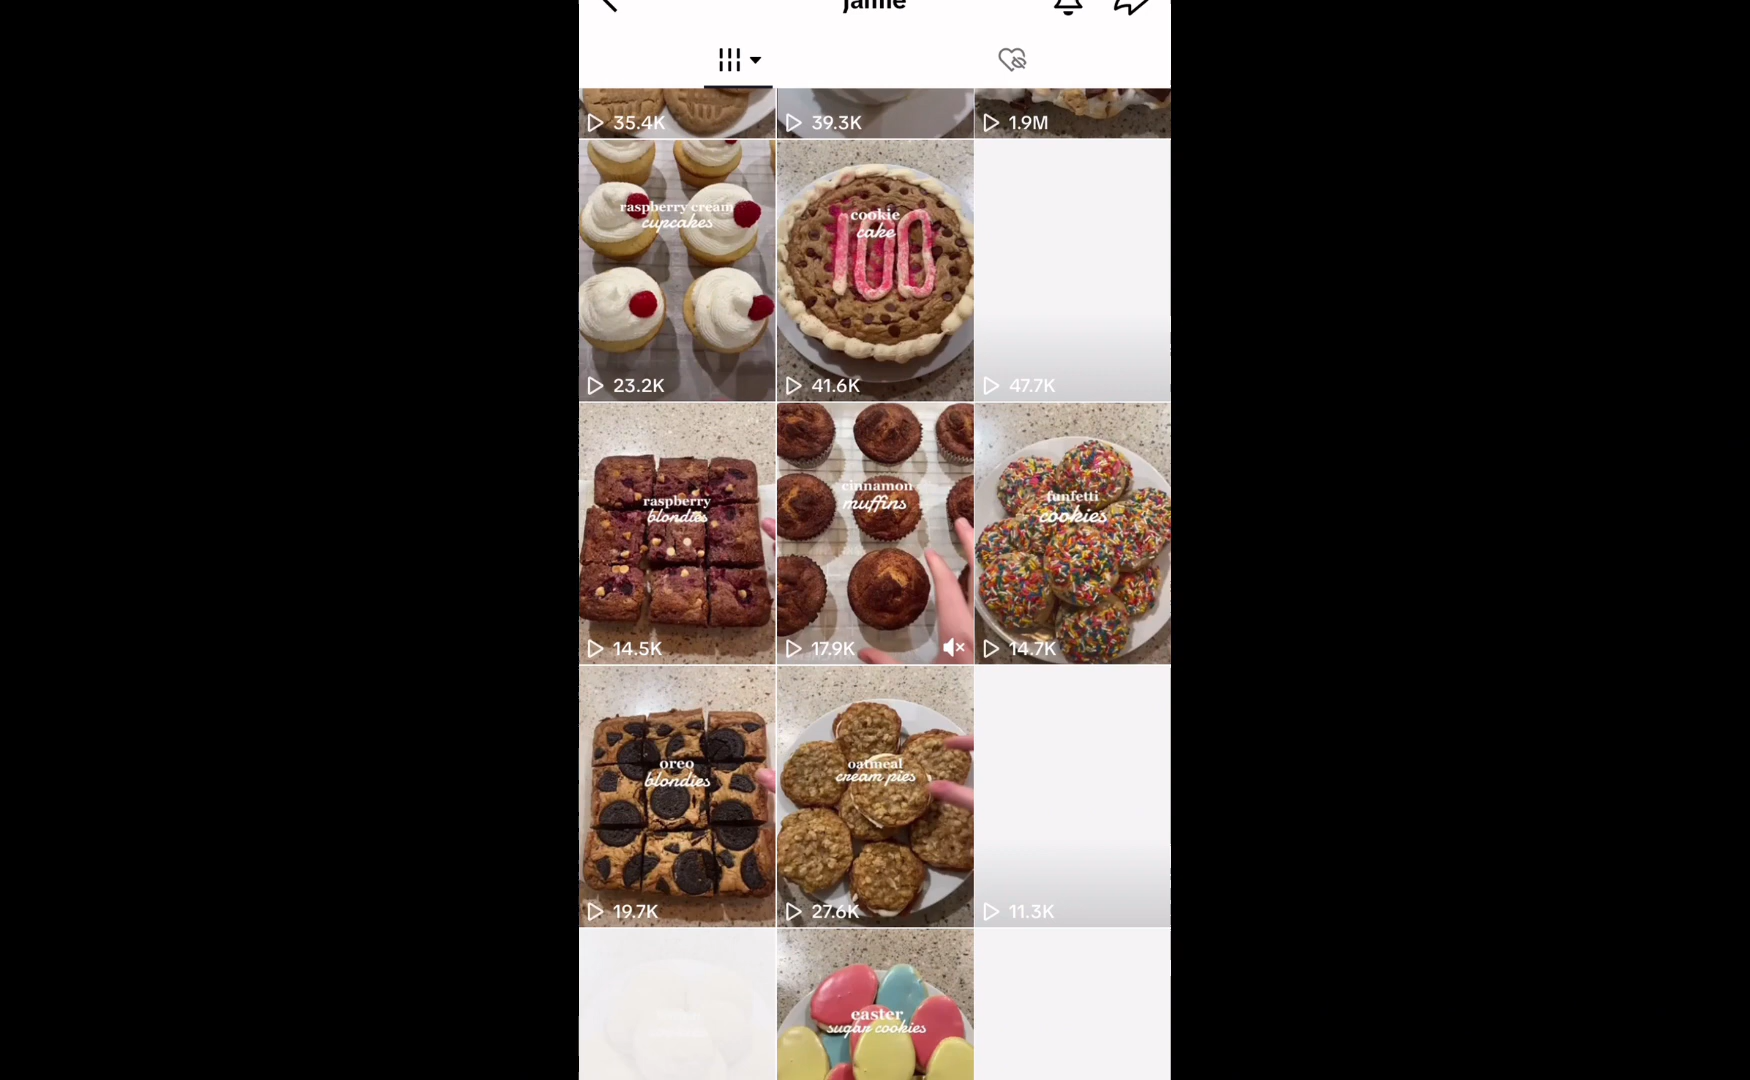 jamie
35.4K
39.3K
1.9M
raspberry cream
cupcakes
23.2K
cookie
cake
100
41.6K
47.7K
raspberry
blondies
14.5K
cinnamon
muffins
17.9K
funfetti
cookies
14.7K
oreo
blondies
19.7K
oatmeal
cream pies
27.6K
11.3K
easter
sugar cookies